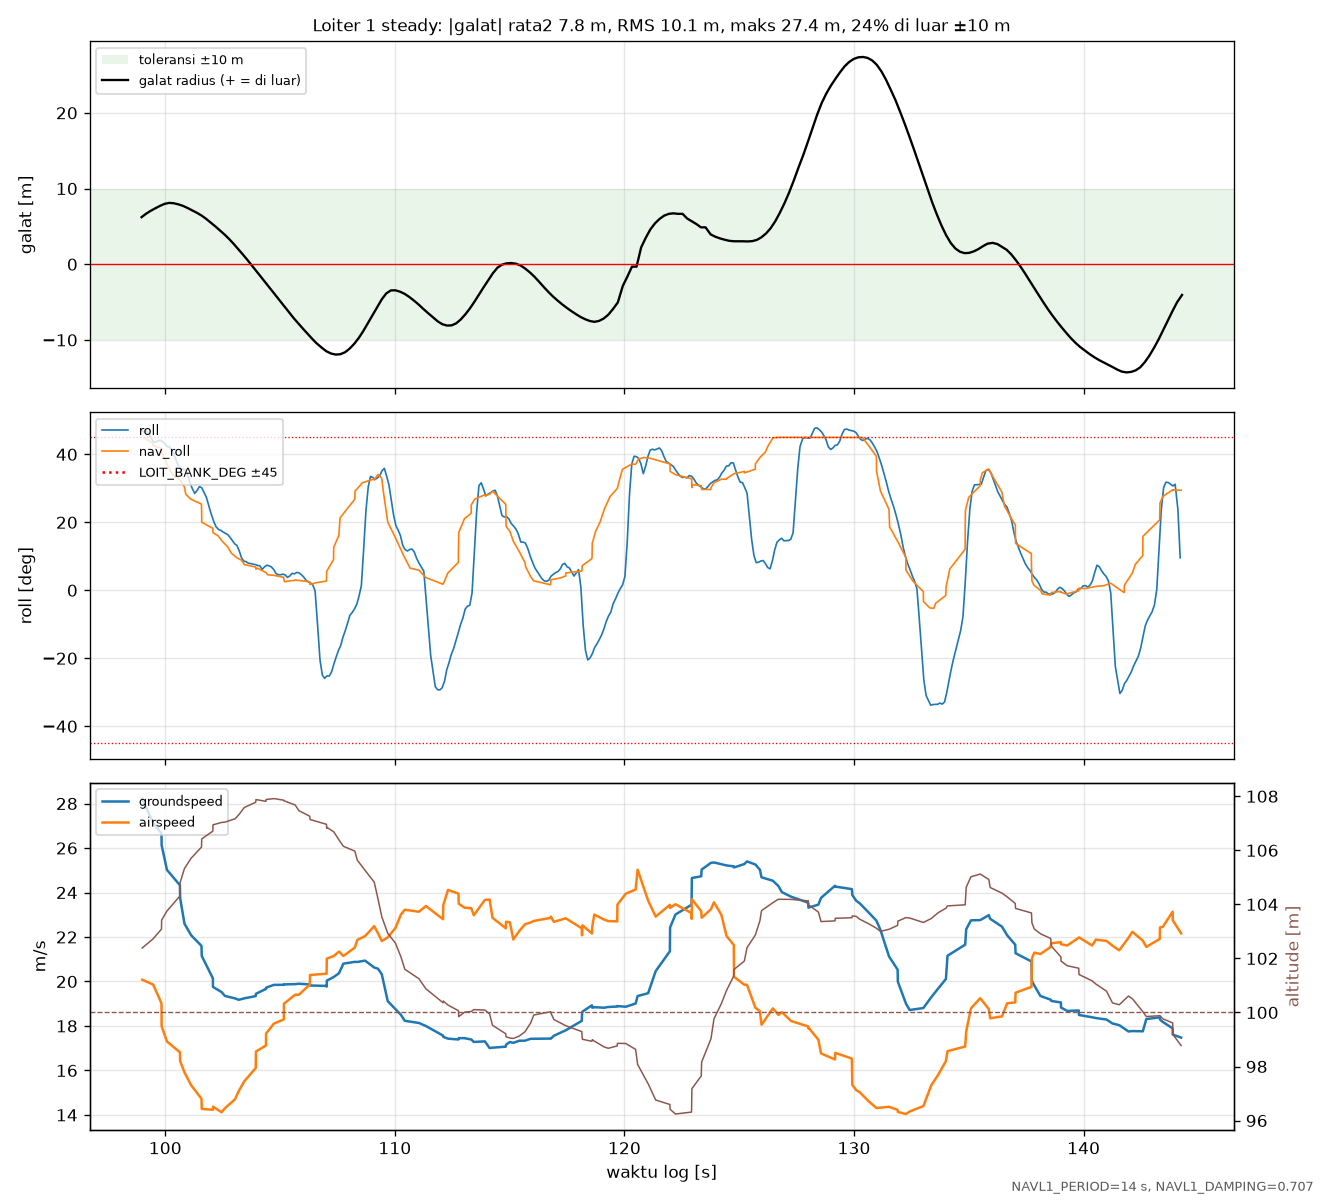 Loiter 1 steady: |galat| rata2 7.8 m, RMS 10.1 m, maks 27.4 m, 24% di luar ±10 m
toleransi ±10 m
galat radius (+ = di luar)
galat [m]
20
10
0
−10
roll
nav_roll
LOIT_BANK_DEG ±45
roll [deg]
40
20
0
−20
−40
groundspeed
airspeed
m/s
28
26
24
22
20
18
16
14
108
106
104
102
100
98
96
altitude [m]
100
110
120
130
140
waktu log [s]
NAVL1_PERIOD=14 s, NAVL1_DAMPING=0.707